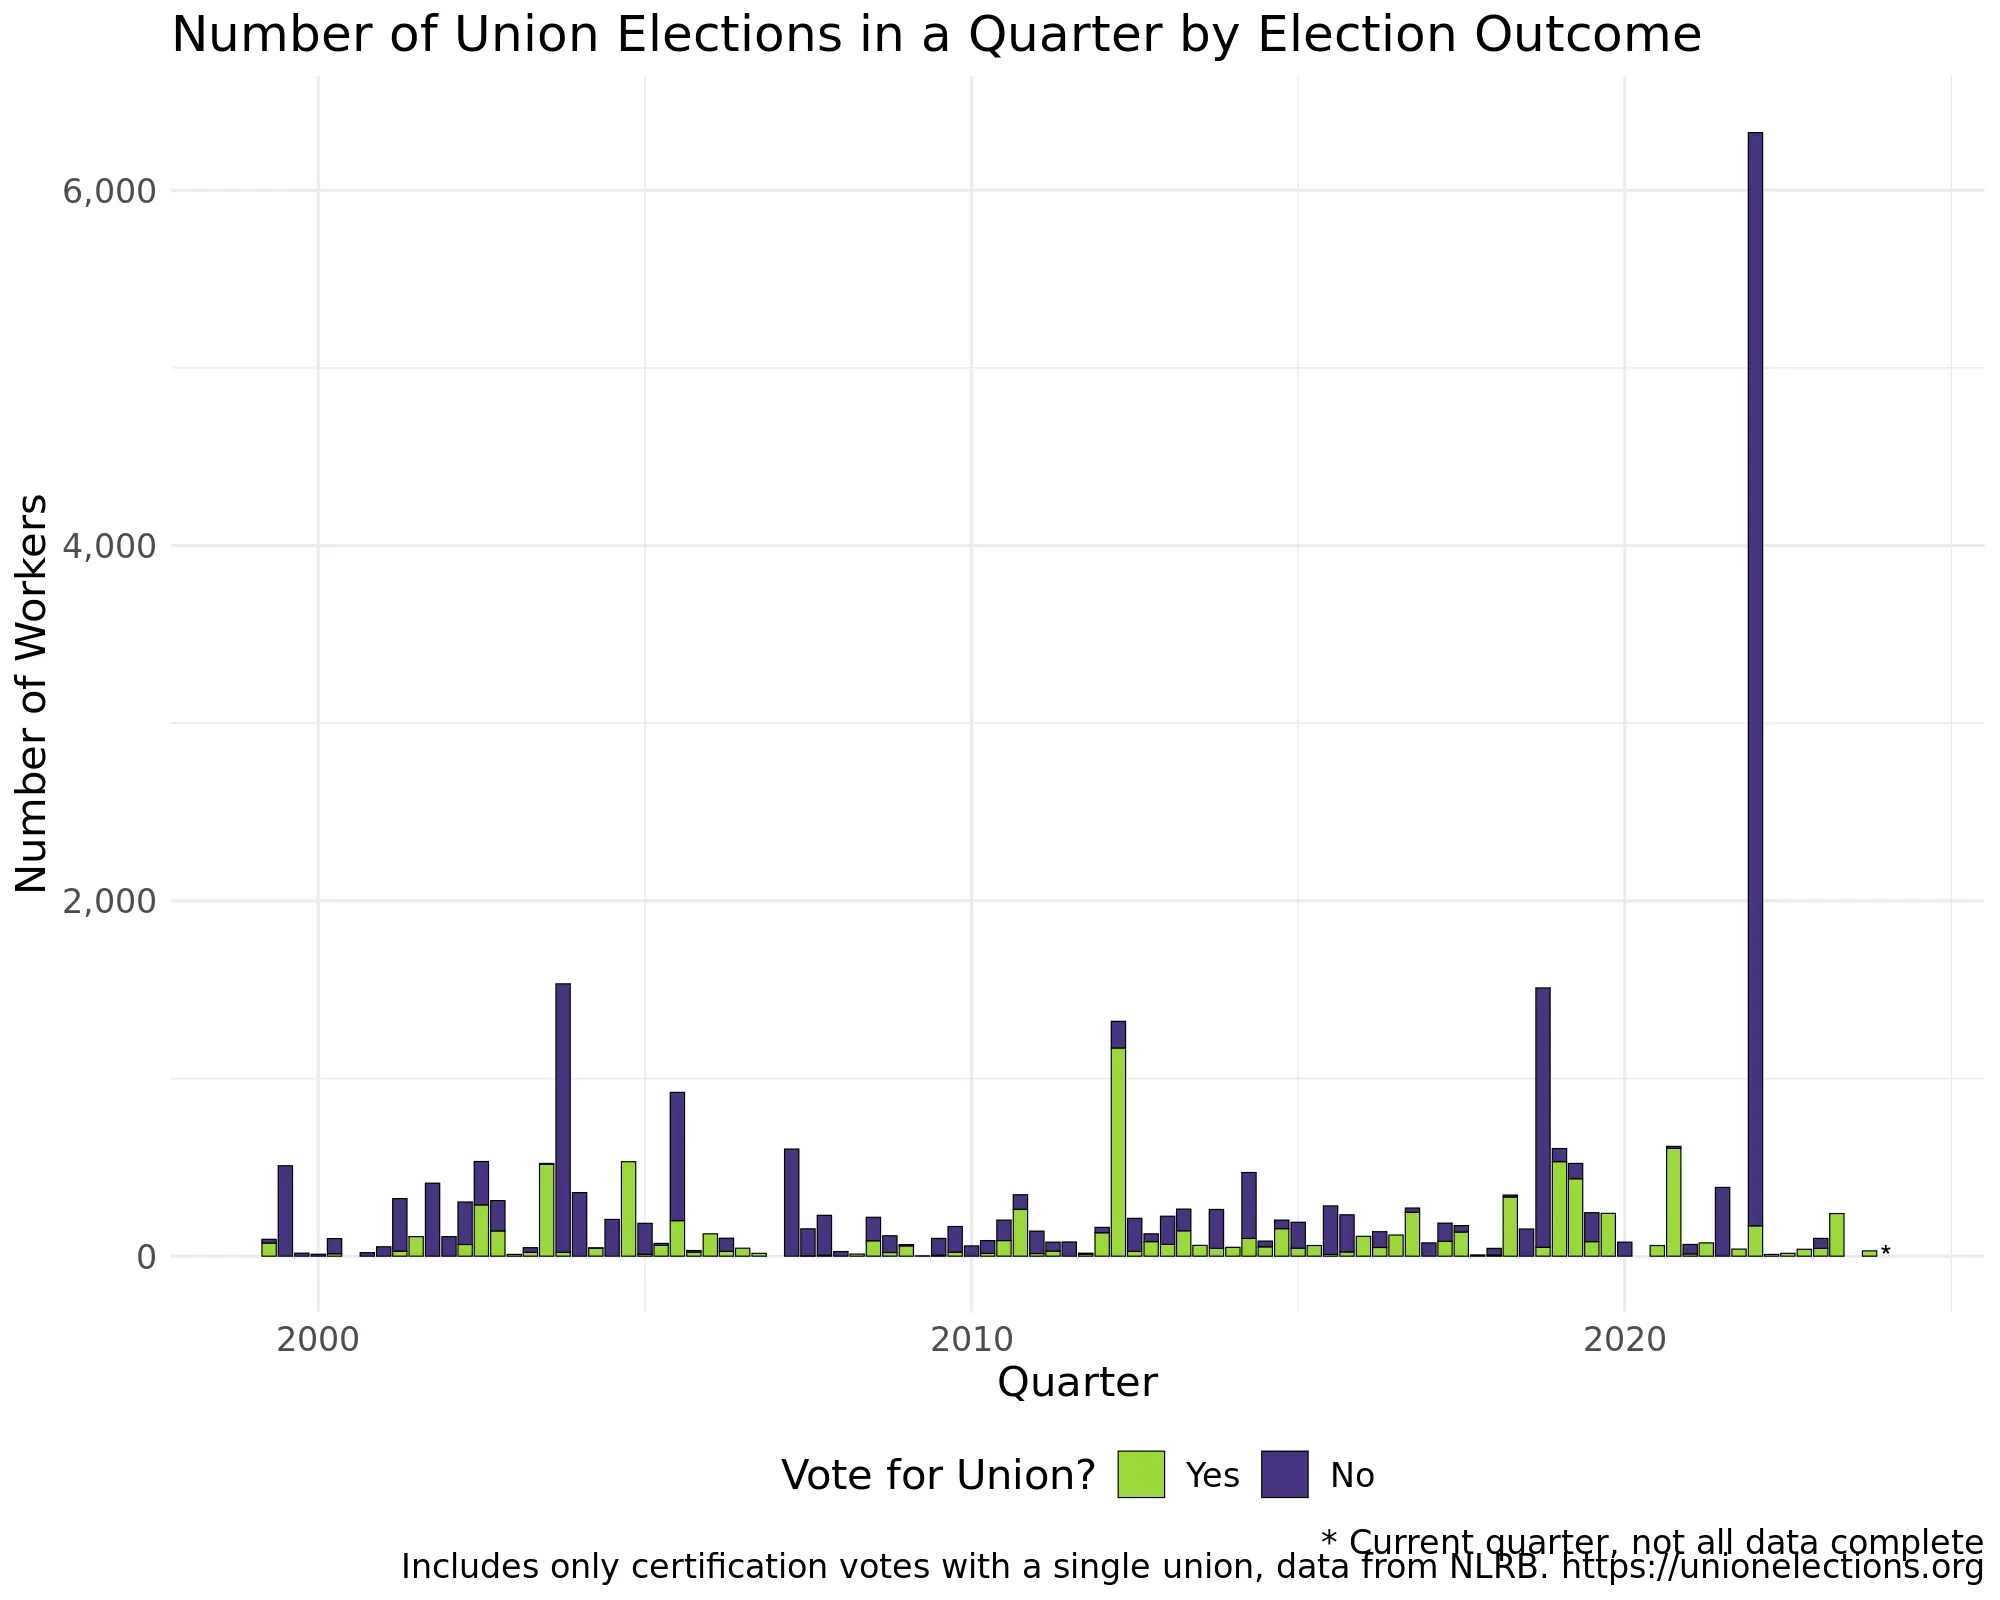 Number of Union Elections in a Quarter by Election Outcome
Number of Workers
6,000
4,000
2,000
0
*
2000
2010
2020
Quarter
Vote for Union?
Yes
No
* Current quarter, not all data complete
Includes only certification votes with a single union, data from NLRB. https://unionelections.org